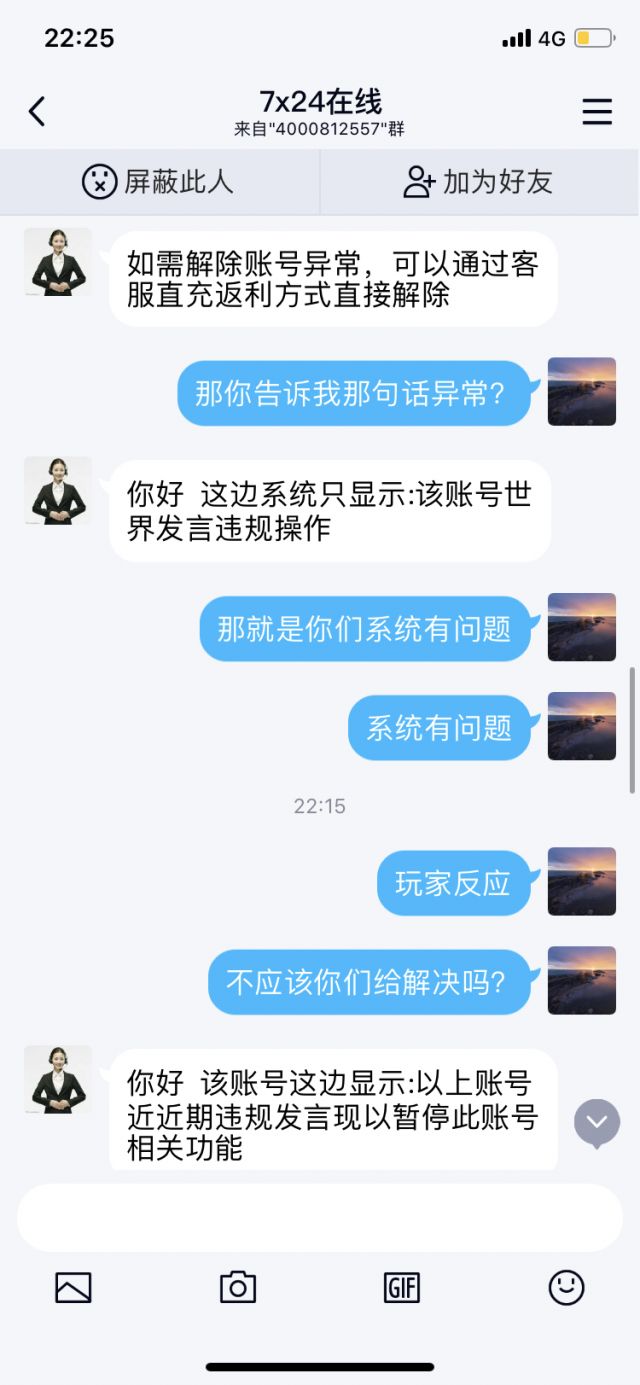 22:25
4G
7x24在线
来自"4000812557"群
屏蔽此人
加为好友
如需解除账号异常，可以通过客
服直充返利方式直接解除
那你告诉我那句话异常？
你好 这边系统只显示:该账号世
界发言违规操作
那就是你们系统有问题
系统有问题
22:15
玩家反应
不应该你们给解决吗？
你好 该账号这边显示:以上账号
近近期违规发言现以暂停此账号
相关功能
GIF